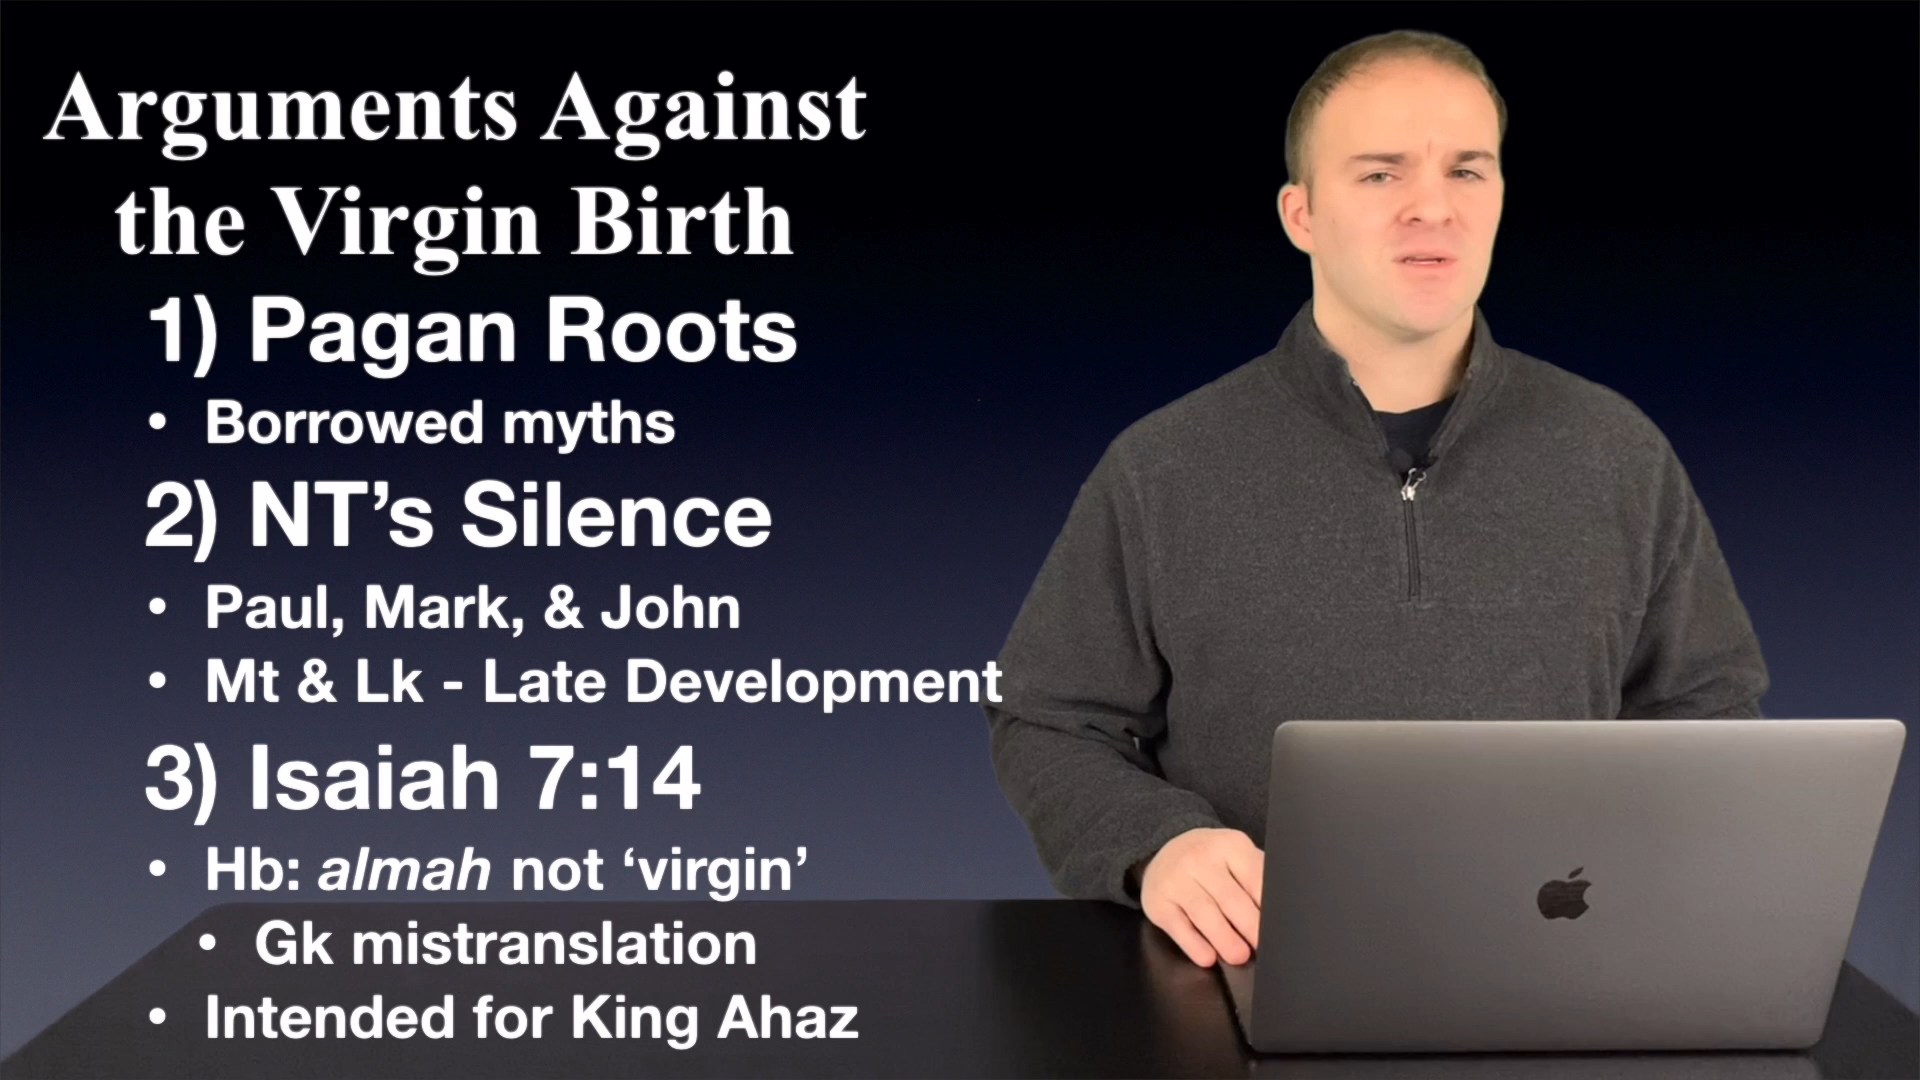 Arguments Against
the Virgin Birth
1) Pagan Roots
• Borrowed myths
2) NT’s Silence
• Paul, Mark, & John
• Mt & Lk - Late Development
3) Isaiah 7:14
• Hb: almah not ‘virgin’
• Gk mistranslation
• Intended for King Ahaz